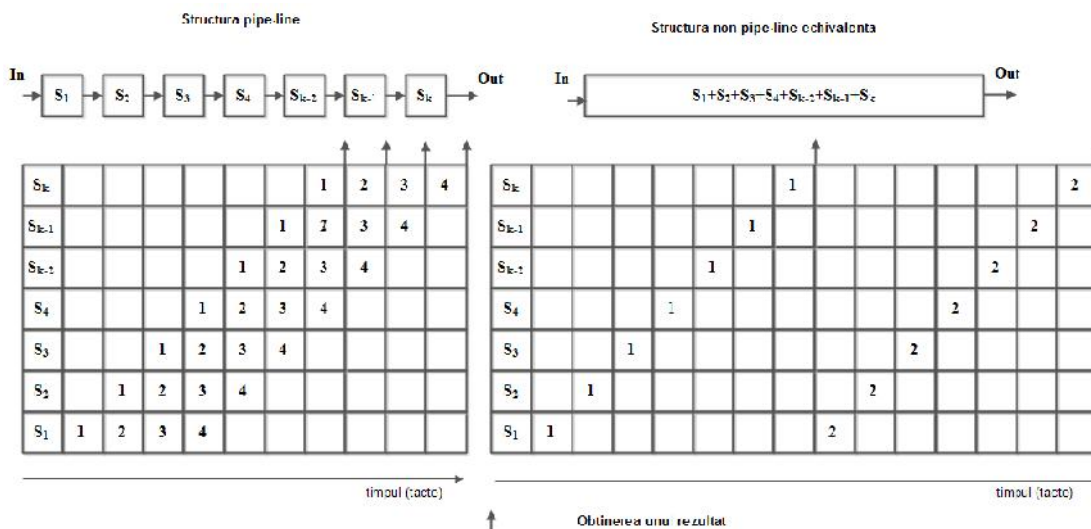 Structura pipe-line
Structura non pipe-line echivalenta
In S1 S2 S3 S4 Sk-2 Sk-1 Sk Out
In S1+S2+S3+S4+Sk-2+Sk-1+Sk Out
Sk 1 2 3 4
Sk-1 1 2 3 4
Sk-2 1 2 3 4
S4 1 2 3 4
S3 1 2 3 4
S2 1 2 3 4
S1 1 2 3 4
timpul (tacte)
Sk 1 2
Sk-1 1 2
Sk-2 1 2
S4 1 2
S3 1 2
S2 1 2
S1 1 2
timpul (tacte)
Obtinerea unui rezultat